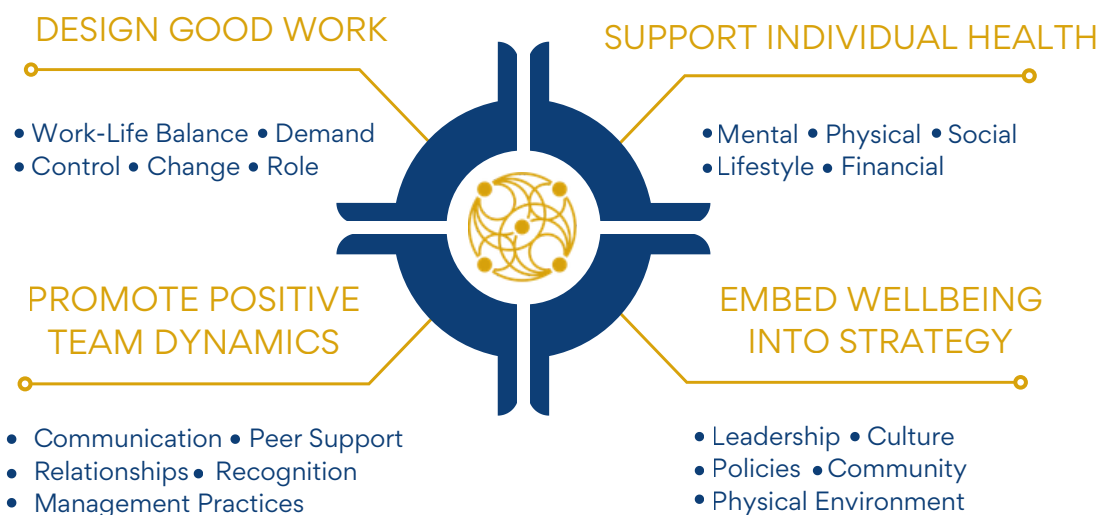 DESIGN GOOD WORK
• Work-Life Balance • Demand
• Control • Change • Role
SUPPORT INDIVIDUAL HEALTH
• Mental • Physical • Social
• Lifestyle • Financial
PROMOTE POSITIVE
TEAM DYNAMICS
• Communication • Peer Support
• Relationships • Recognition
• Management Practices
EMBED WELLBEING
INTO STRATEGY
• Leadership • Culture
• Policies • Community
• Physical Environment